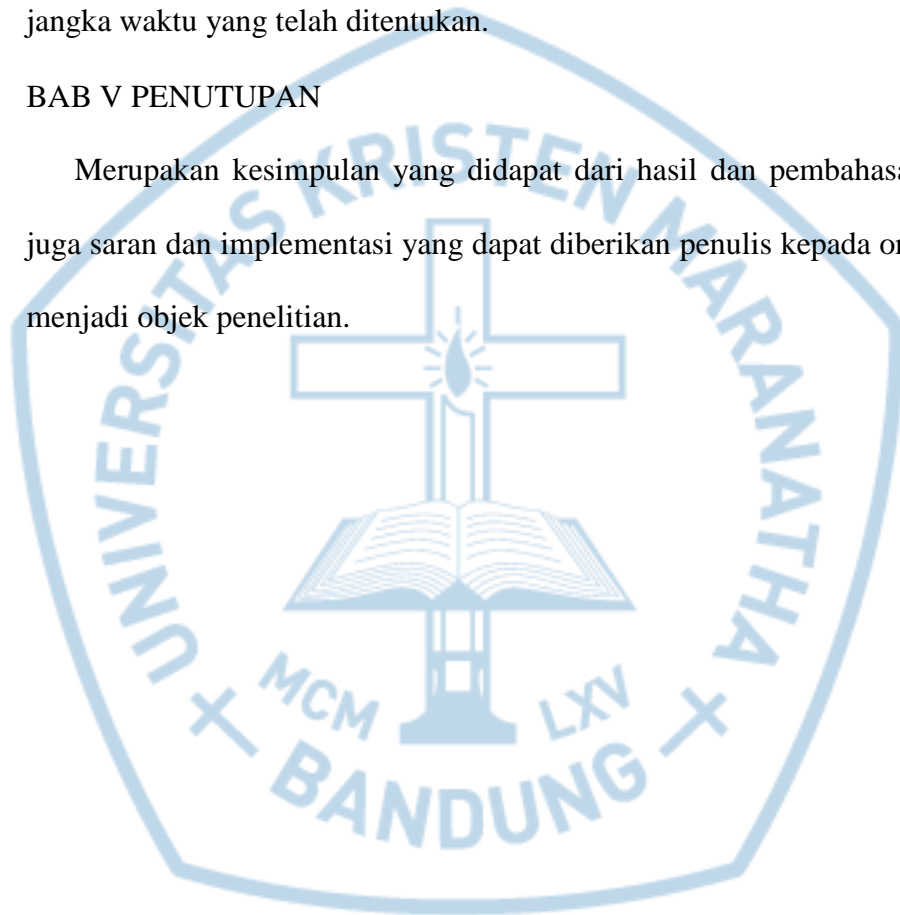 jangka waktu yang telah ditentukan.
BAB V PENUTUPAN
Merupakan kesimpulan yang didapat dari hasil dan pembahasa
juga saran dan implementasi yang dapat diberikan penulis kepada or
menjadi objek penelitian.
UNIVERSITAS KRISTEN MARANATHA
MCM LXV
BANDUNG